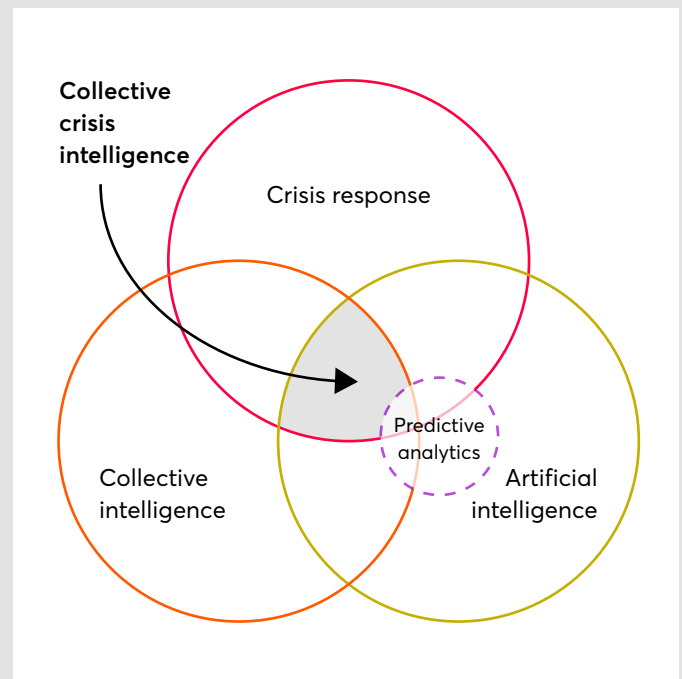 Collective
crisis
intelligence
Crisis response
Predictive
analytics
Collective
intelligence
Artificial
intelligence